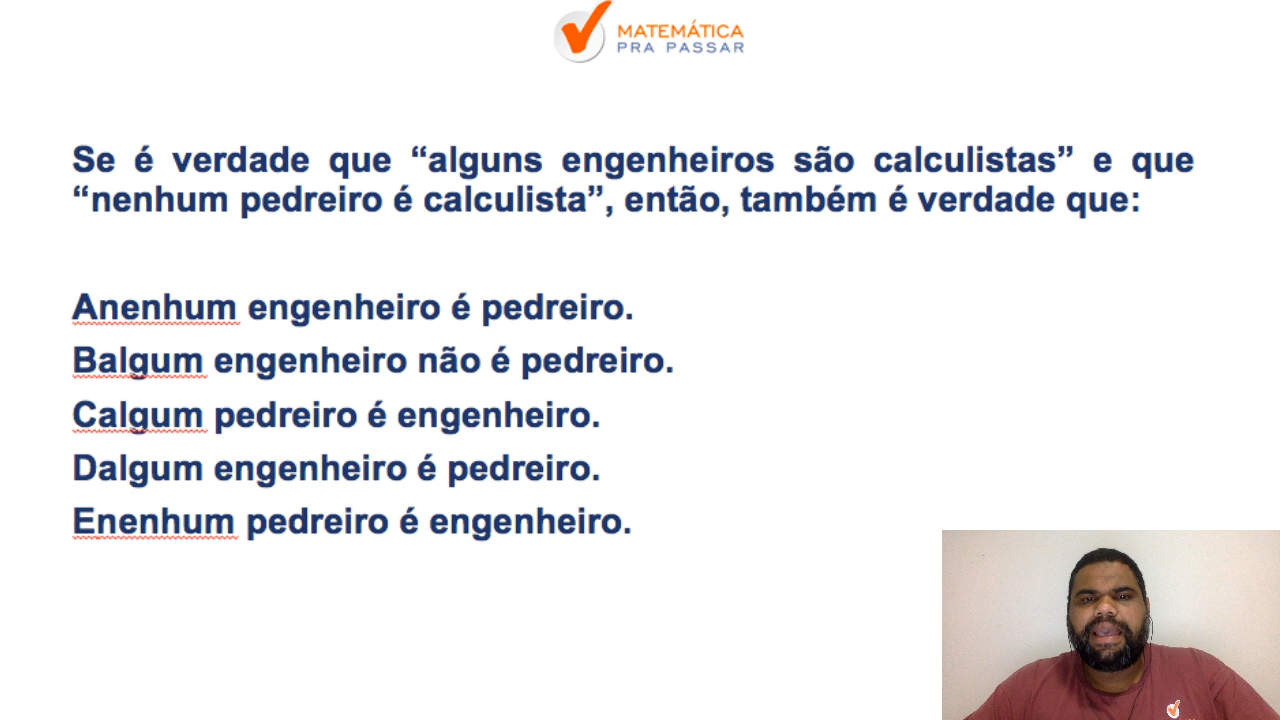 MATEMÁTICA
PRA PASSAR
Se é verdade que “alguns engenheiros são calculistas” e que
“nenhum pedreiro é calculista”, então, também é verdade que:
Anenhum engenheiro é pedreiro.
Balgum engenheiro não é pedreiro.
Calgum pedreiro é engenheiro.
Dalgum engenheiro é pedreiro.
Enenhum pedreiro é engenheiro.